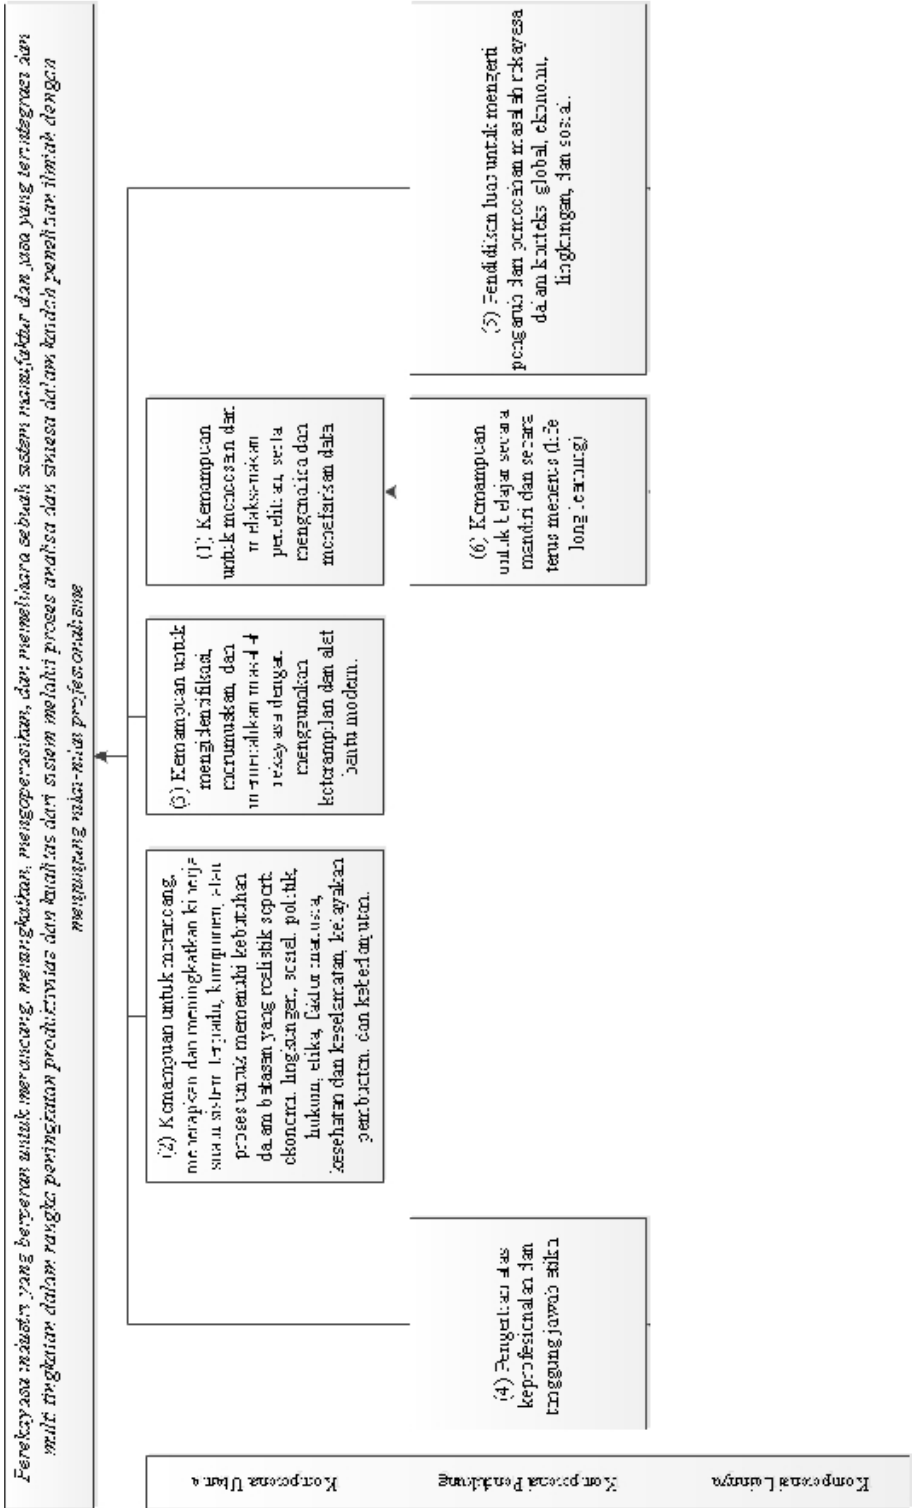 Perekayasa industri yang berperan untuk merancang, meningkatkan, mengoperasikan, dan memelihara sebuah sistem manufaktur dan jasa yang terintegrasi dan
multi tingkatan dalam rangka peningkatan produktivitas dan kualitas dari sistem melalui proses analisa dan sintesa dalam kaidah penelitian ilmiah dengan
menjunjung nilai-nilai profesionalisme
(2) Kemampuan untuk merancang,
menerapkan dan meningkatkan kinerja
suatu sistem terpadu, komponen, atau
proses untuk memenuhi kebutuhan
dalam batasan yang realistik seperti
ekonomi, lingkungan, sosial, politik,
hukum, etika, faktor manusia,
kesehatan dan keselamatan, kelayakan
pembuatan, dan keberlanjutan.
(3) Kemampuan untuk
mengidentifikasi,
merumuskan, dan
memecahkan masalah
rekayasa dengan
menggunakan
keterampilan dan alat
bantu modern.
(1) Kemampuan
untuk mendesain dan
melaksanakan
penelitian, serta
menganalisa dan
menafsirkan data
(4) Pengertian atas
keprofesionalan dan
tanggung jawab etika
(6) Kemampuan
untuk belajar secara
mandiri dan secara
terus menerus (life
long learning)
(5) Pendidikan luas untuk mengerti
pengaruh dan pemecahan masalah rekayasa
dalam konteks global, ekonomi,
lingkungan, dan sosial.
Kompetensi Utama
Kompetensi Pendukung
Kompetensi Lainnya